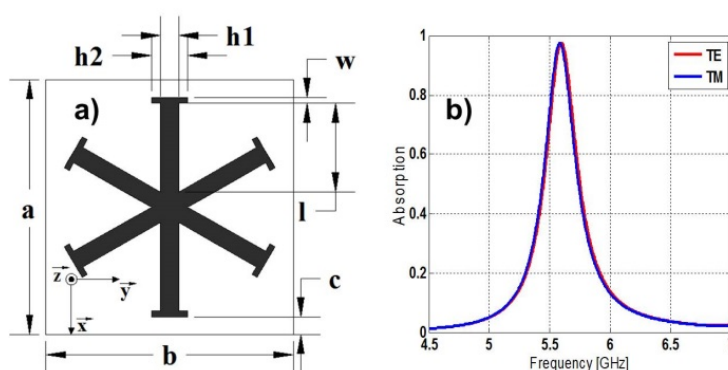 h1
h2
w
a)
a
l
c
z
y
x
b
b)
TE
TM
1
0.8
0.6
0.4
0.2
0
Absorption
4.5 5 5.5 6 6.5
Frequency [GHz]